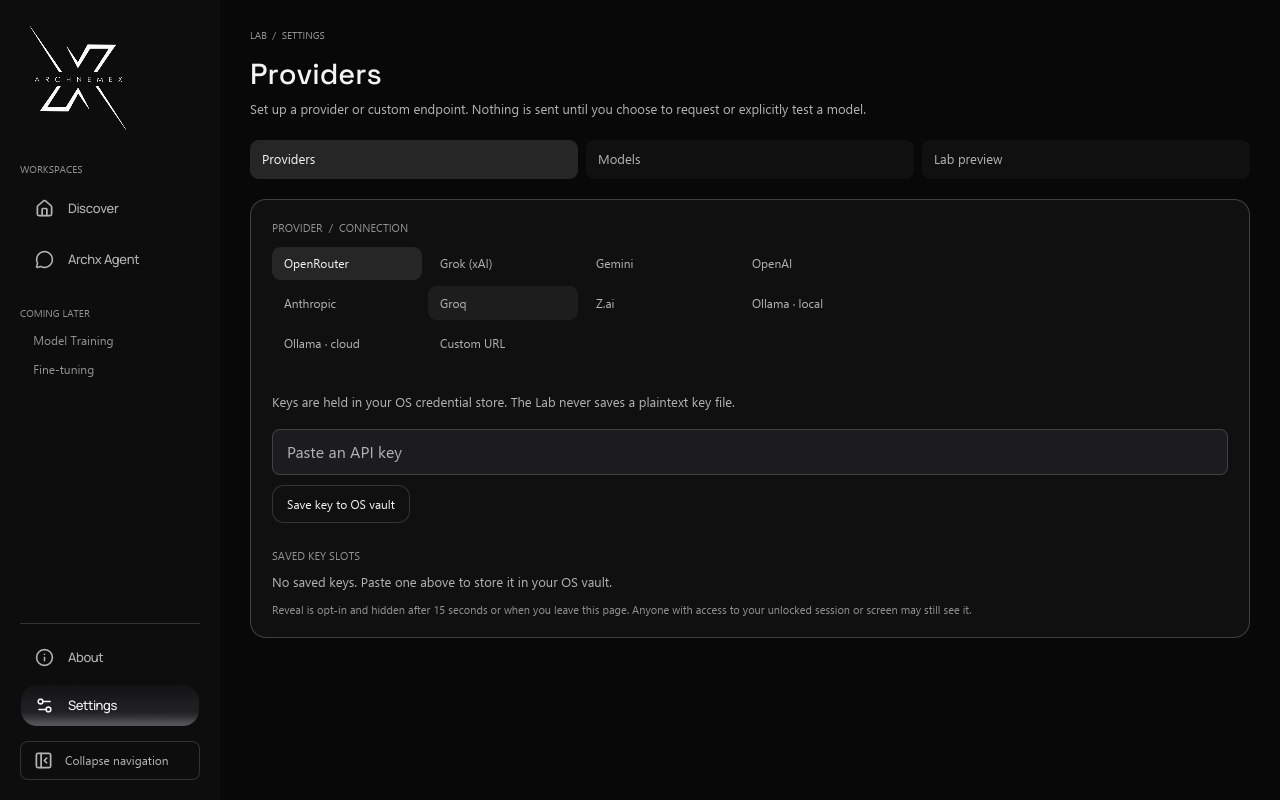 ARCHNEMEX
WORKSPACES
Discover
Archx Agent
COMING LATER
Model Training
Fine-tuning
About
Settings
Collapse navigation
LAB / SETTINGS
Providers
Set up a provider or custom endpoint. Nothing is sent until you choose to request or explicitly test a model.
Providers Models Lab preview
PROVIDER / CONNECTION
OpenRouter Grok (xAI) Gemini OpenAI
Anthropic Groq Z.ai Ollama · local
Ollama · cloud Custom URL
Keys are held in your OS credential store. The Lab never saves a plaintext key file.
Paste an API key
Save key to OS vault
SAVED KEY SLOTS
No saved keys. Paste one above to store it in your OS vault.
Reveal is opt-in and hidden after 15 seconds or when you leave this page. Anyone with access to your unlocked session or screen may still see it.